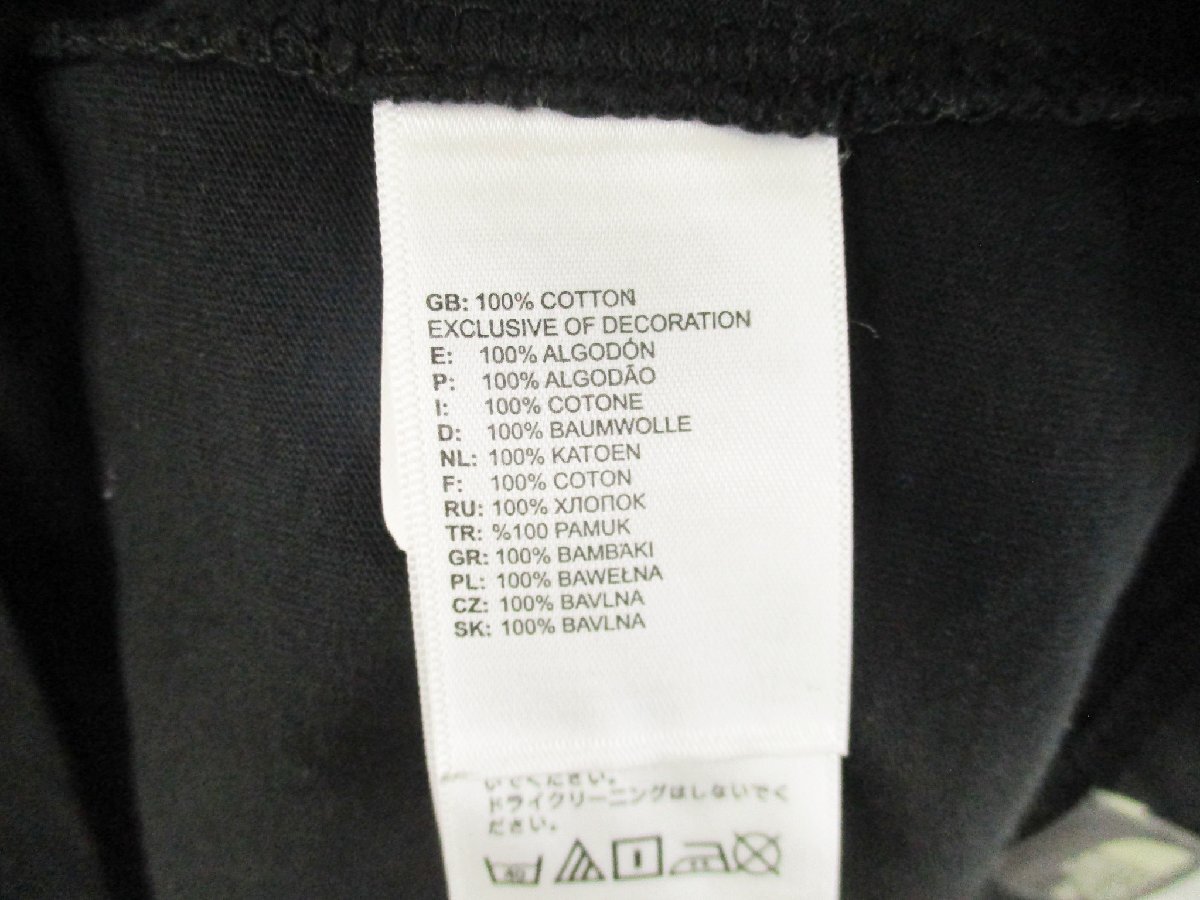 GB: 100% COTTON
EXCLUSIVE OF DECORATION
E: 100% ALGODÓN
P: 100% ALGODÃO
I: 100% COTONE
D: 100% BAUMWOLLE
NL: 100% KATOEN
F: 100% COTON
RU: 100% ХЛОПОК
TR: %100 PAMUK
GR: 100% BAMBAKI
PL: 100% BAWEŁNA
CZ: 100% BAVLNA
SK: 100% BAVLNA
いでください。
ドライクリーニングはしないでく
ださい。
40